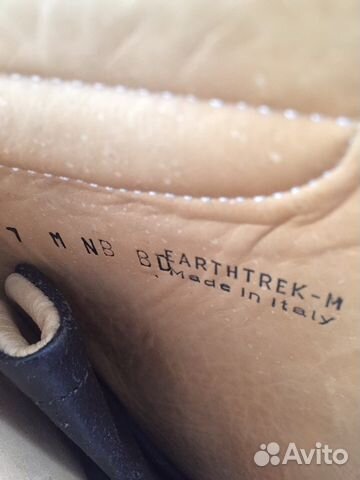 7 M NB BD EARTHTREK-M
Made in Italy
Avito